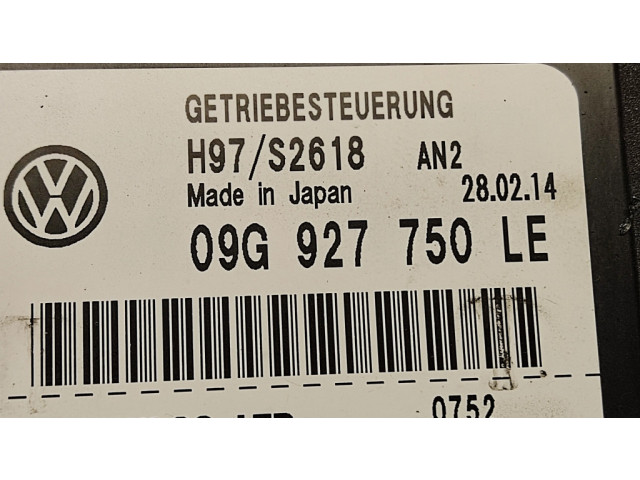 GETRIEBESTEUERUNG
H97/S2618 AN2
Made in Japan 28.02.14
09G 927 750 LE
0752